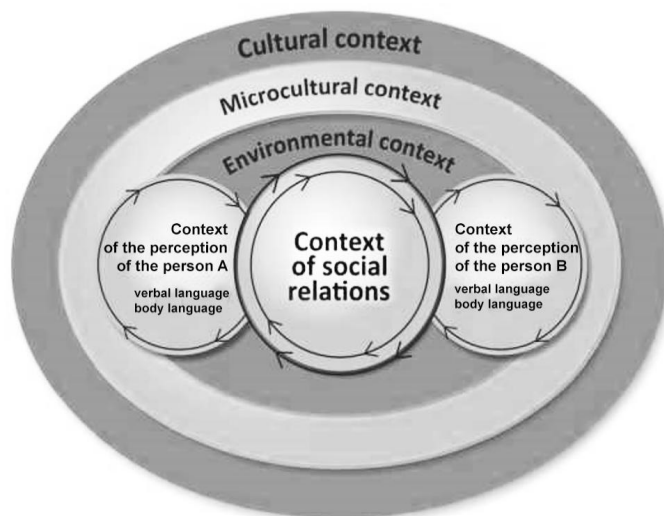 Cultural context
Microcultural context
Environmental context
Context
of the perception
of the person A
verbal language
body language
Context
of social
relations
Context
of the perception
of the person B
verbal language
body language